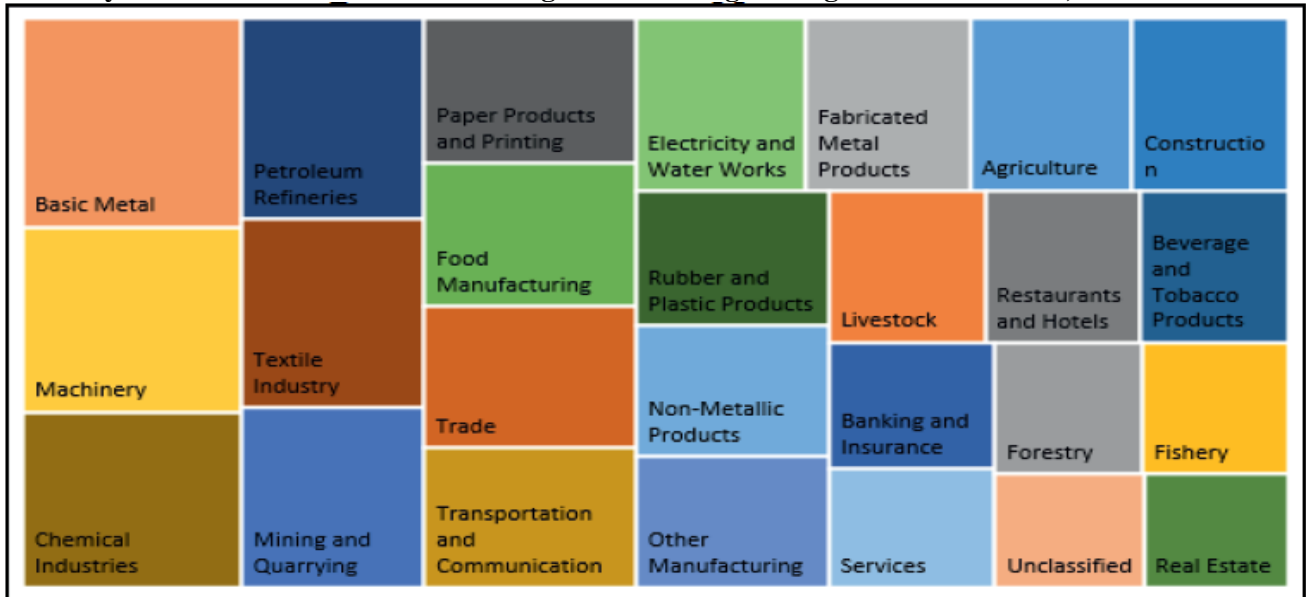 Basic Metal
Machinery
Chemical
Industries
Petroleum
Refineries
Textile
Industry
Mining and
Quarrying
Paper Products
and Printing
Food
Manufacturing
Trade
Transportation
and
Communication
Electricity and
Water Works
Fabricated
Metal
Products
Agriculture
Constructio
n
Rubber and
Plastic Products
Non-Metallic
Products
Other
Manufacturing
Livestock
Restaurants
and Hotels
Beverage
and
Tobacco
Products
Banking and
Insurance
Forestry
Fishery
Services
Unclassified
Real Estate